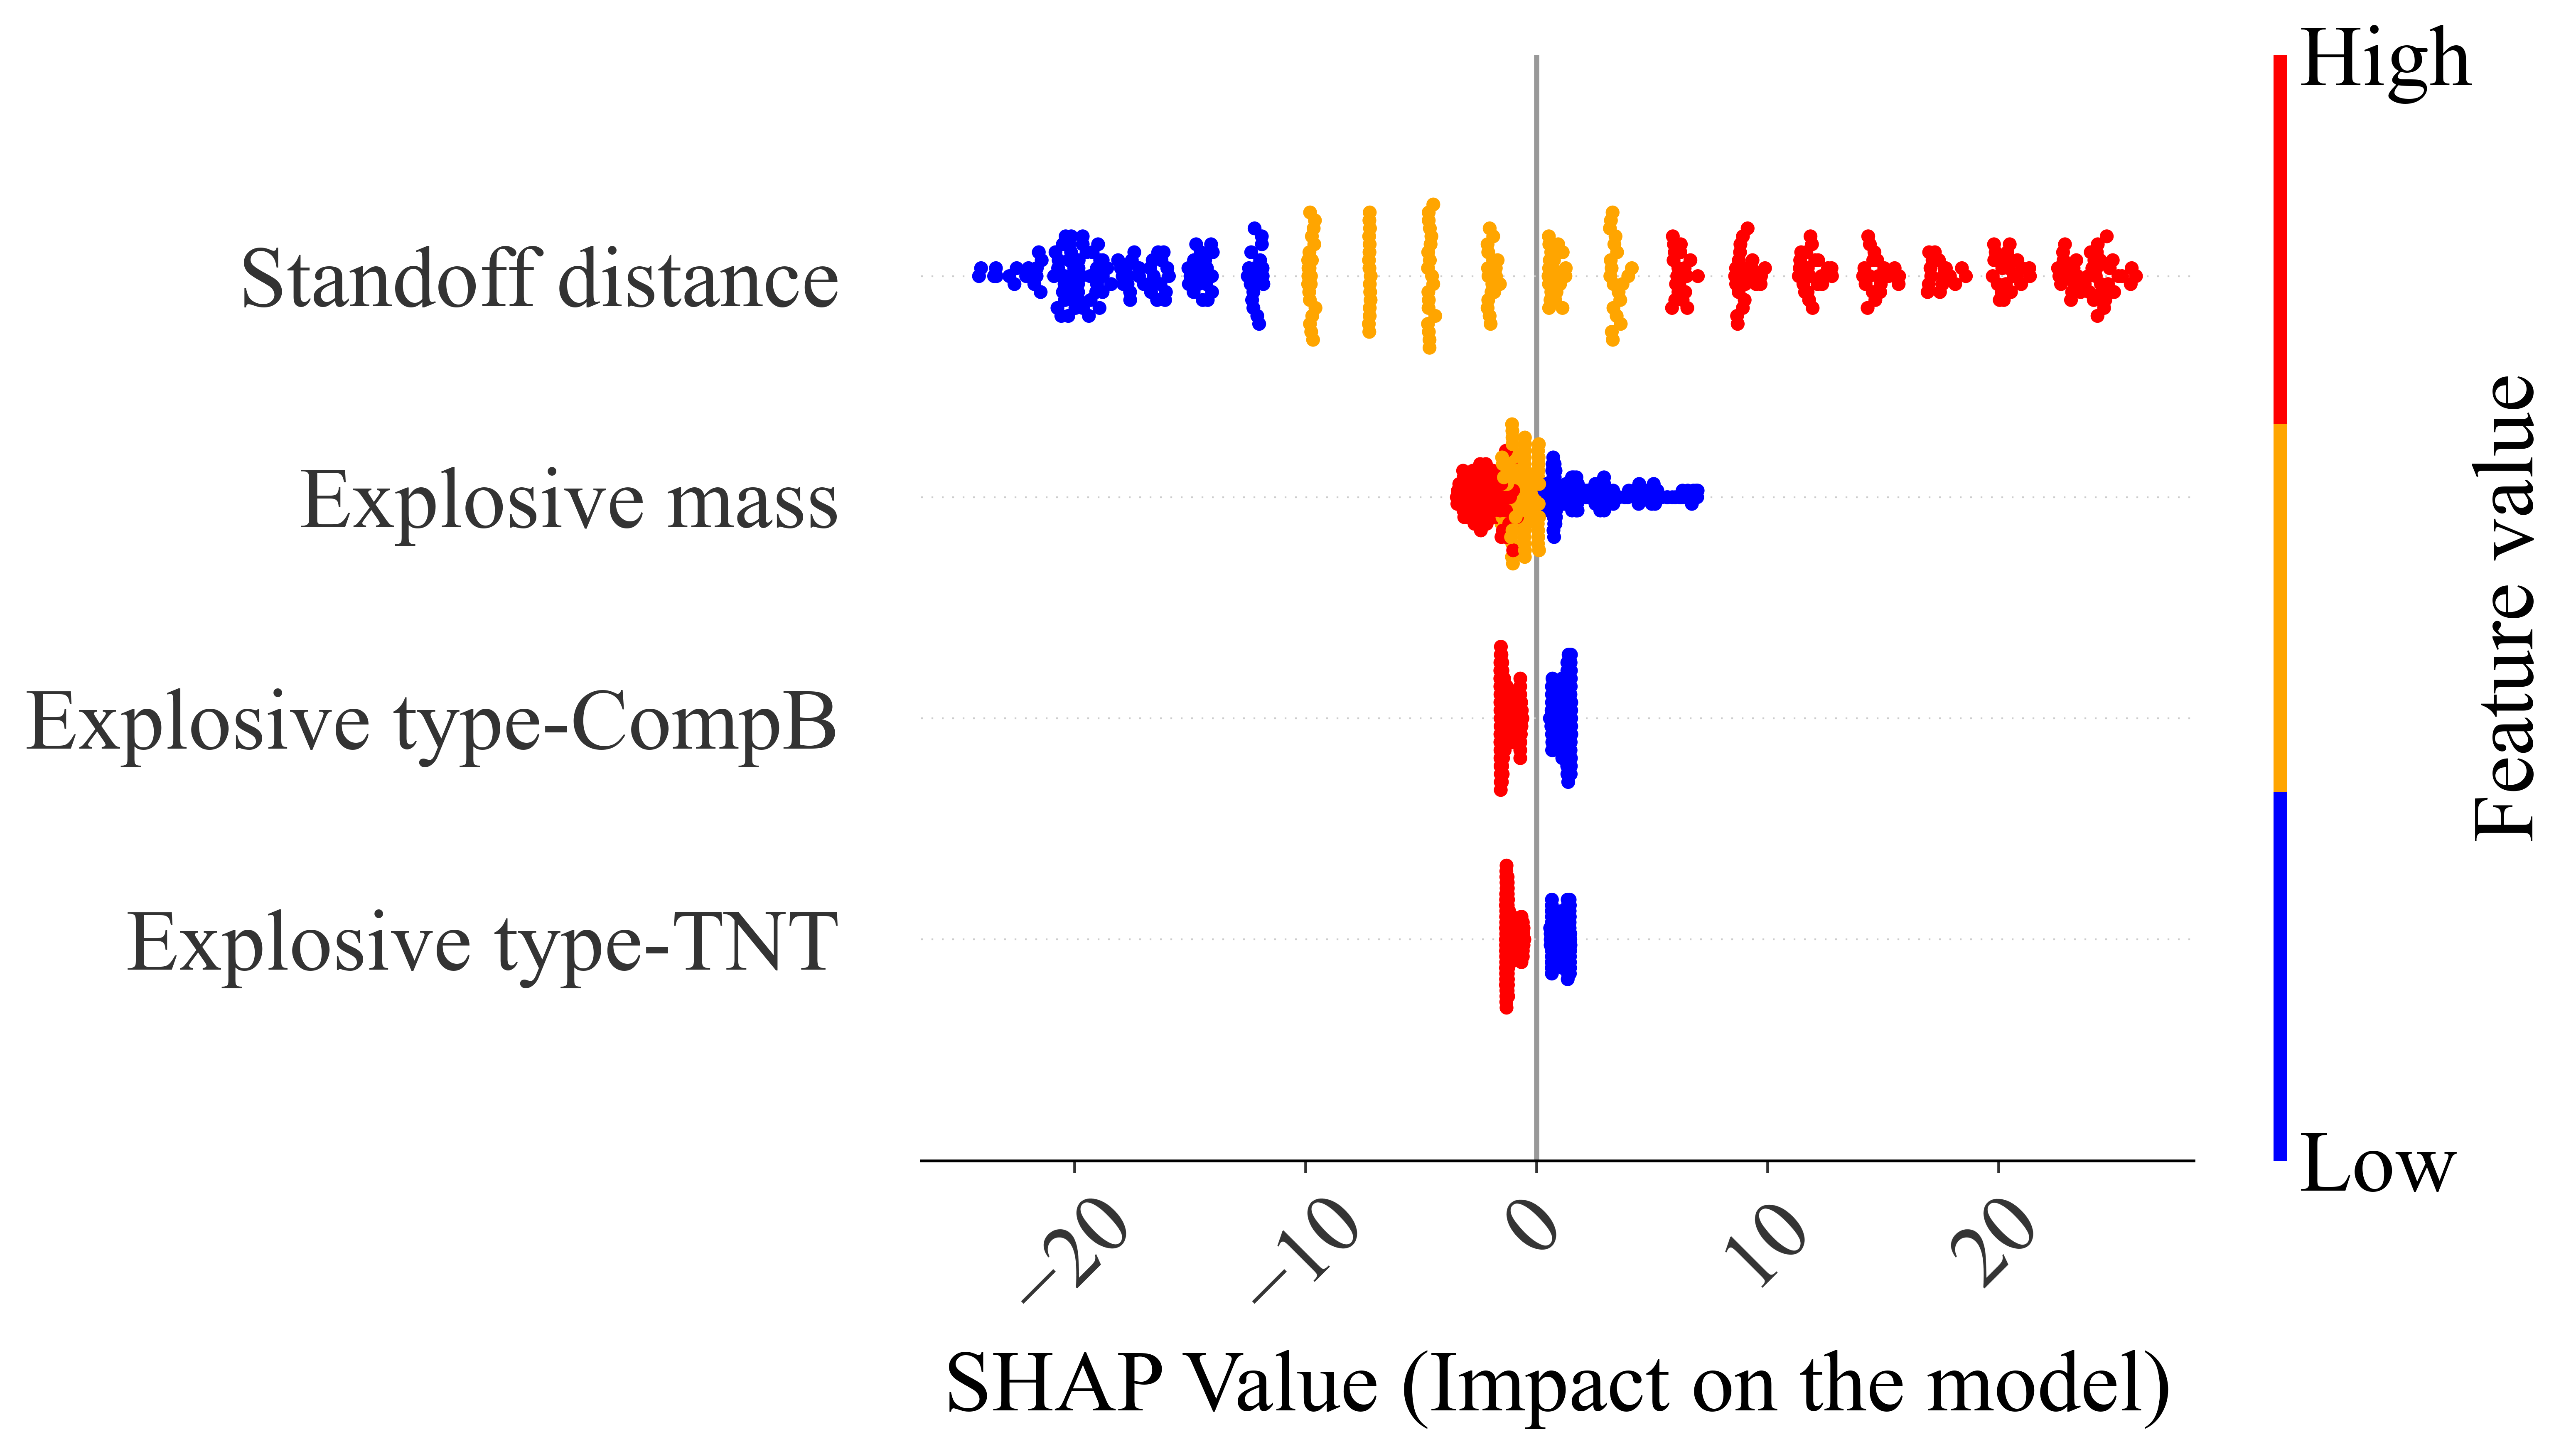 High
Standoff distance
Explosive mass
Explosive type-CompB
Explosive type-TNT
Feature value
Low
−20
−10
0
10
20
SHAP Value (Impact on the model)